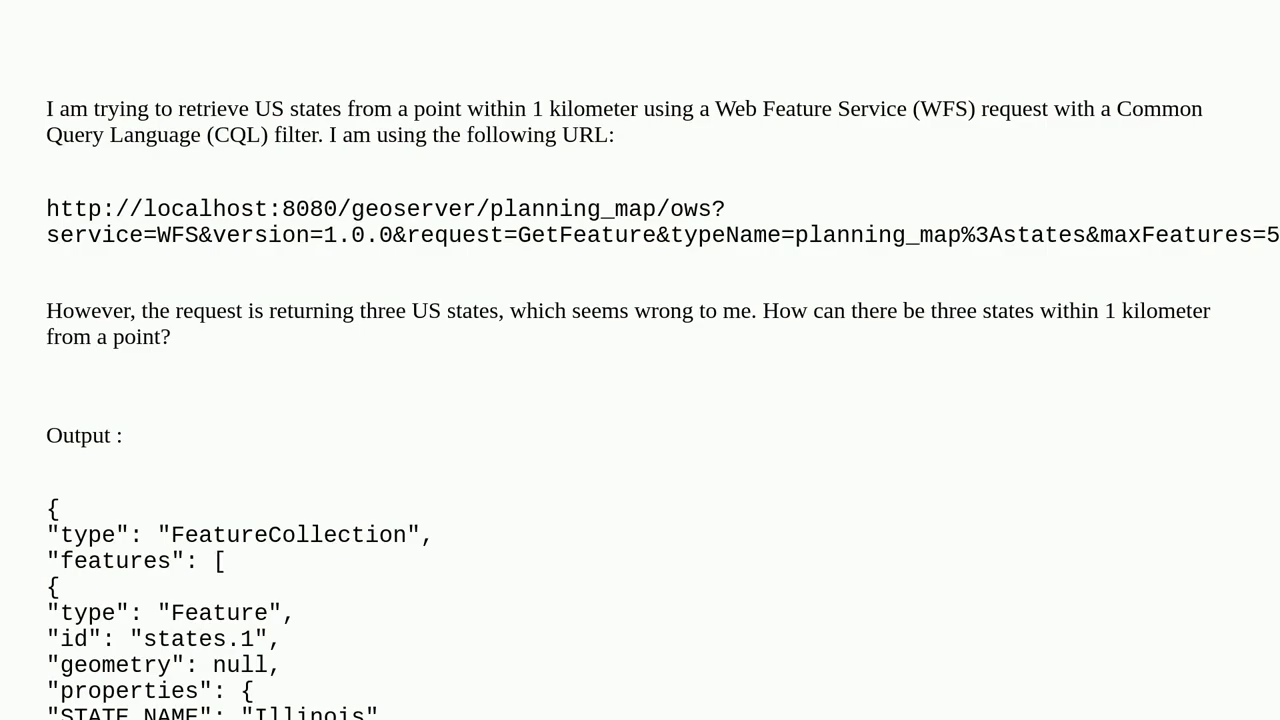 I am trying to retrieve US states from a point within 1 kilometer using a Web Feature Service (WFS) request with a Common
Query Language (CQL) filter. I am using the following URL:
http://localhost:8080/geoserver/planning_map/ows?
service=WFS&version=1.0.0&request=GetFeature&typeName=planning_map%3Astates&maxFeatures=5
However, the request is returning three US states, which seems wrong to me. How can there be three states within 1 kilometer
from a point?
Output :
{
"type": "FeatureCollection",
"features": [
{
"type": "Feature",
"id": "states.1",
"geometry": null,
"properties": {
"STATE_NAME": "Illinois"